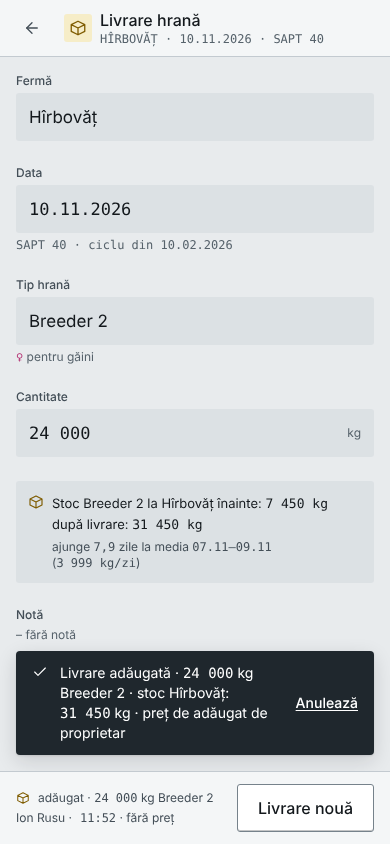 Livrare hrană
HÎRBOVĂȚ · 10.11.2026 · SAPT 40
Fermă
Hîrbovăț
Data
10.11.2026
SAPT 40 · ciclu din 10.02.2026
Tip hrană
Breeder 2
♀ pentru găini
Cantitate
24 000 kg
Stoc Breeder 2 la Hîrbovăț înainte: 7 450 kg
după livrare: 31 450 kg
ajunge 7,9 zile la media 07.11–09.11
(3 999 kg/zi)
Notă
– fără notă
Livrare adăugată · 24 000 kg
Breeder 2 · stoc Hîrbovăț:
31 450 kg · preț de adăugat de
proprietar
Anulează
adăugat · 24 000 kg Breeder 2
Ion Rusu · 11:52 · fără preț
Livrare nouă